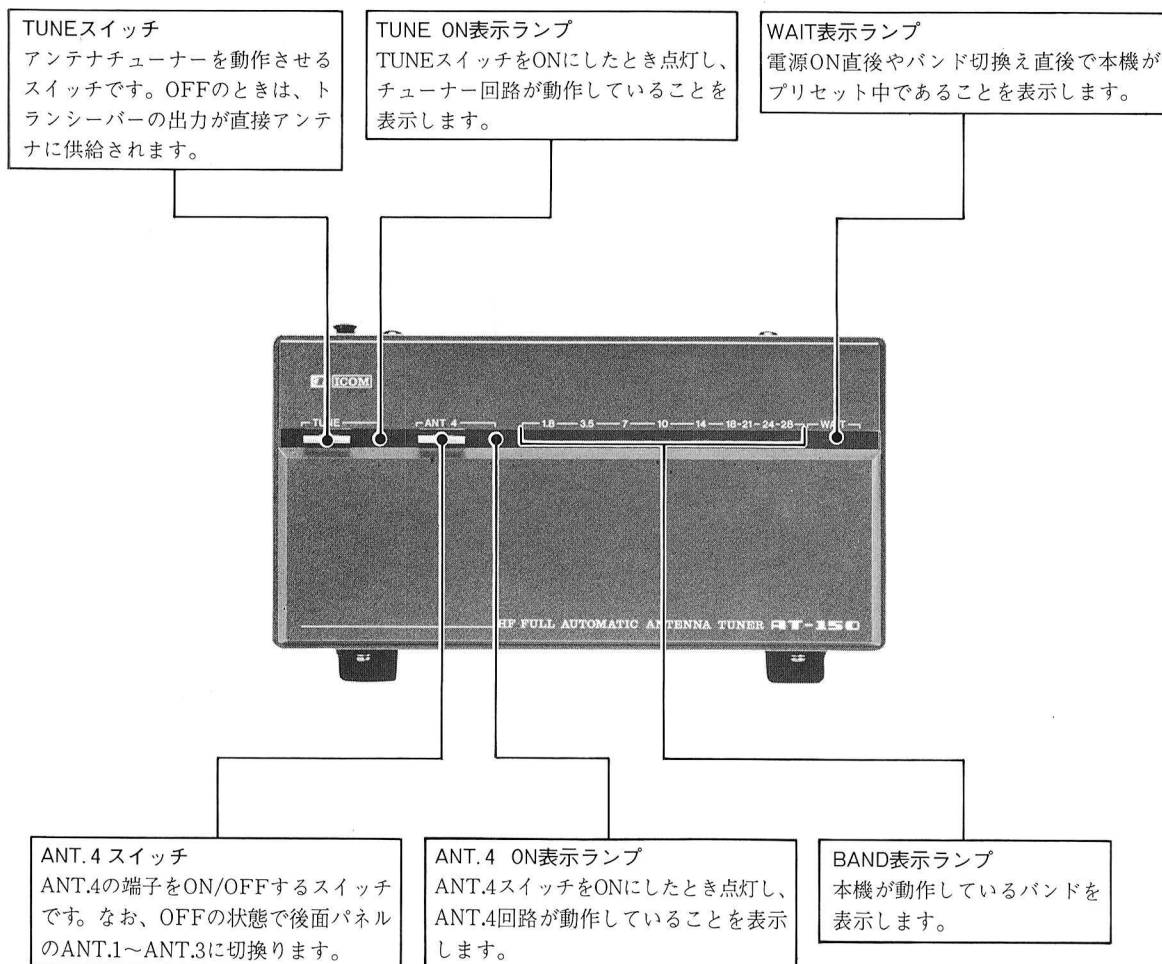 TUNEスイッチ
アンテナチューナーを動作させる
スイッチです。OFFのときは、ト
ランシーバーの出力が直接アンテ
ナに供給されます。
TUNE ON表示ランプ
TUNEスイッチをONにしたとき点灯し、
チューナー回路が動作していることを
表示します。
WAIT表示ランプ
電源ON直後やバンド切換え直後で本機が
プリセット中であることを表示します。
ICOM
TUNE ANT 4 1.8 3.5 7 10 14 18-21-24-28 WAIT
HF FULL AUTOMATIC ANTENNA TUNER AT-150
ANT.4 スイッチ
ANT.4の端子をON/OFFするスイッチ
です。なお、OFFの状態で後面パネル
のANT.1~ANT.3に切換ります。
ANT.4 ON表示ランプ
ANT.4スイッチをONにしたとき点灯し、
ANT.4回路が動作していることを表示
します。
BAND表示ランプ
本機が動作しているバンドを
表示します。